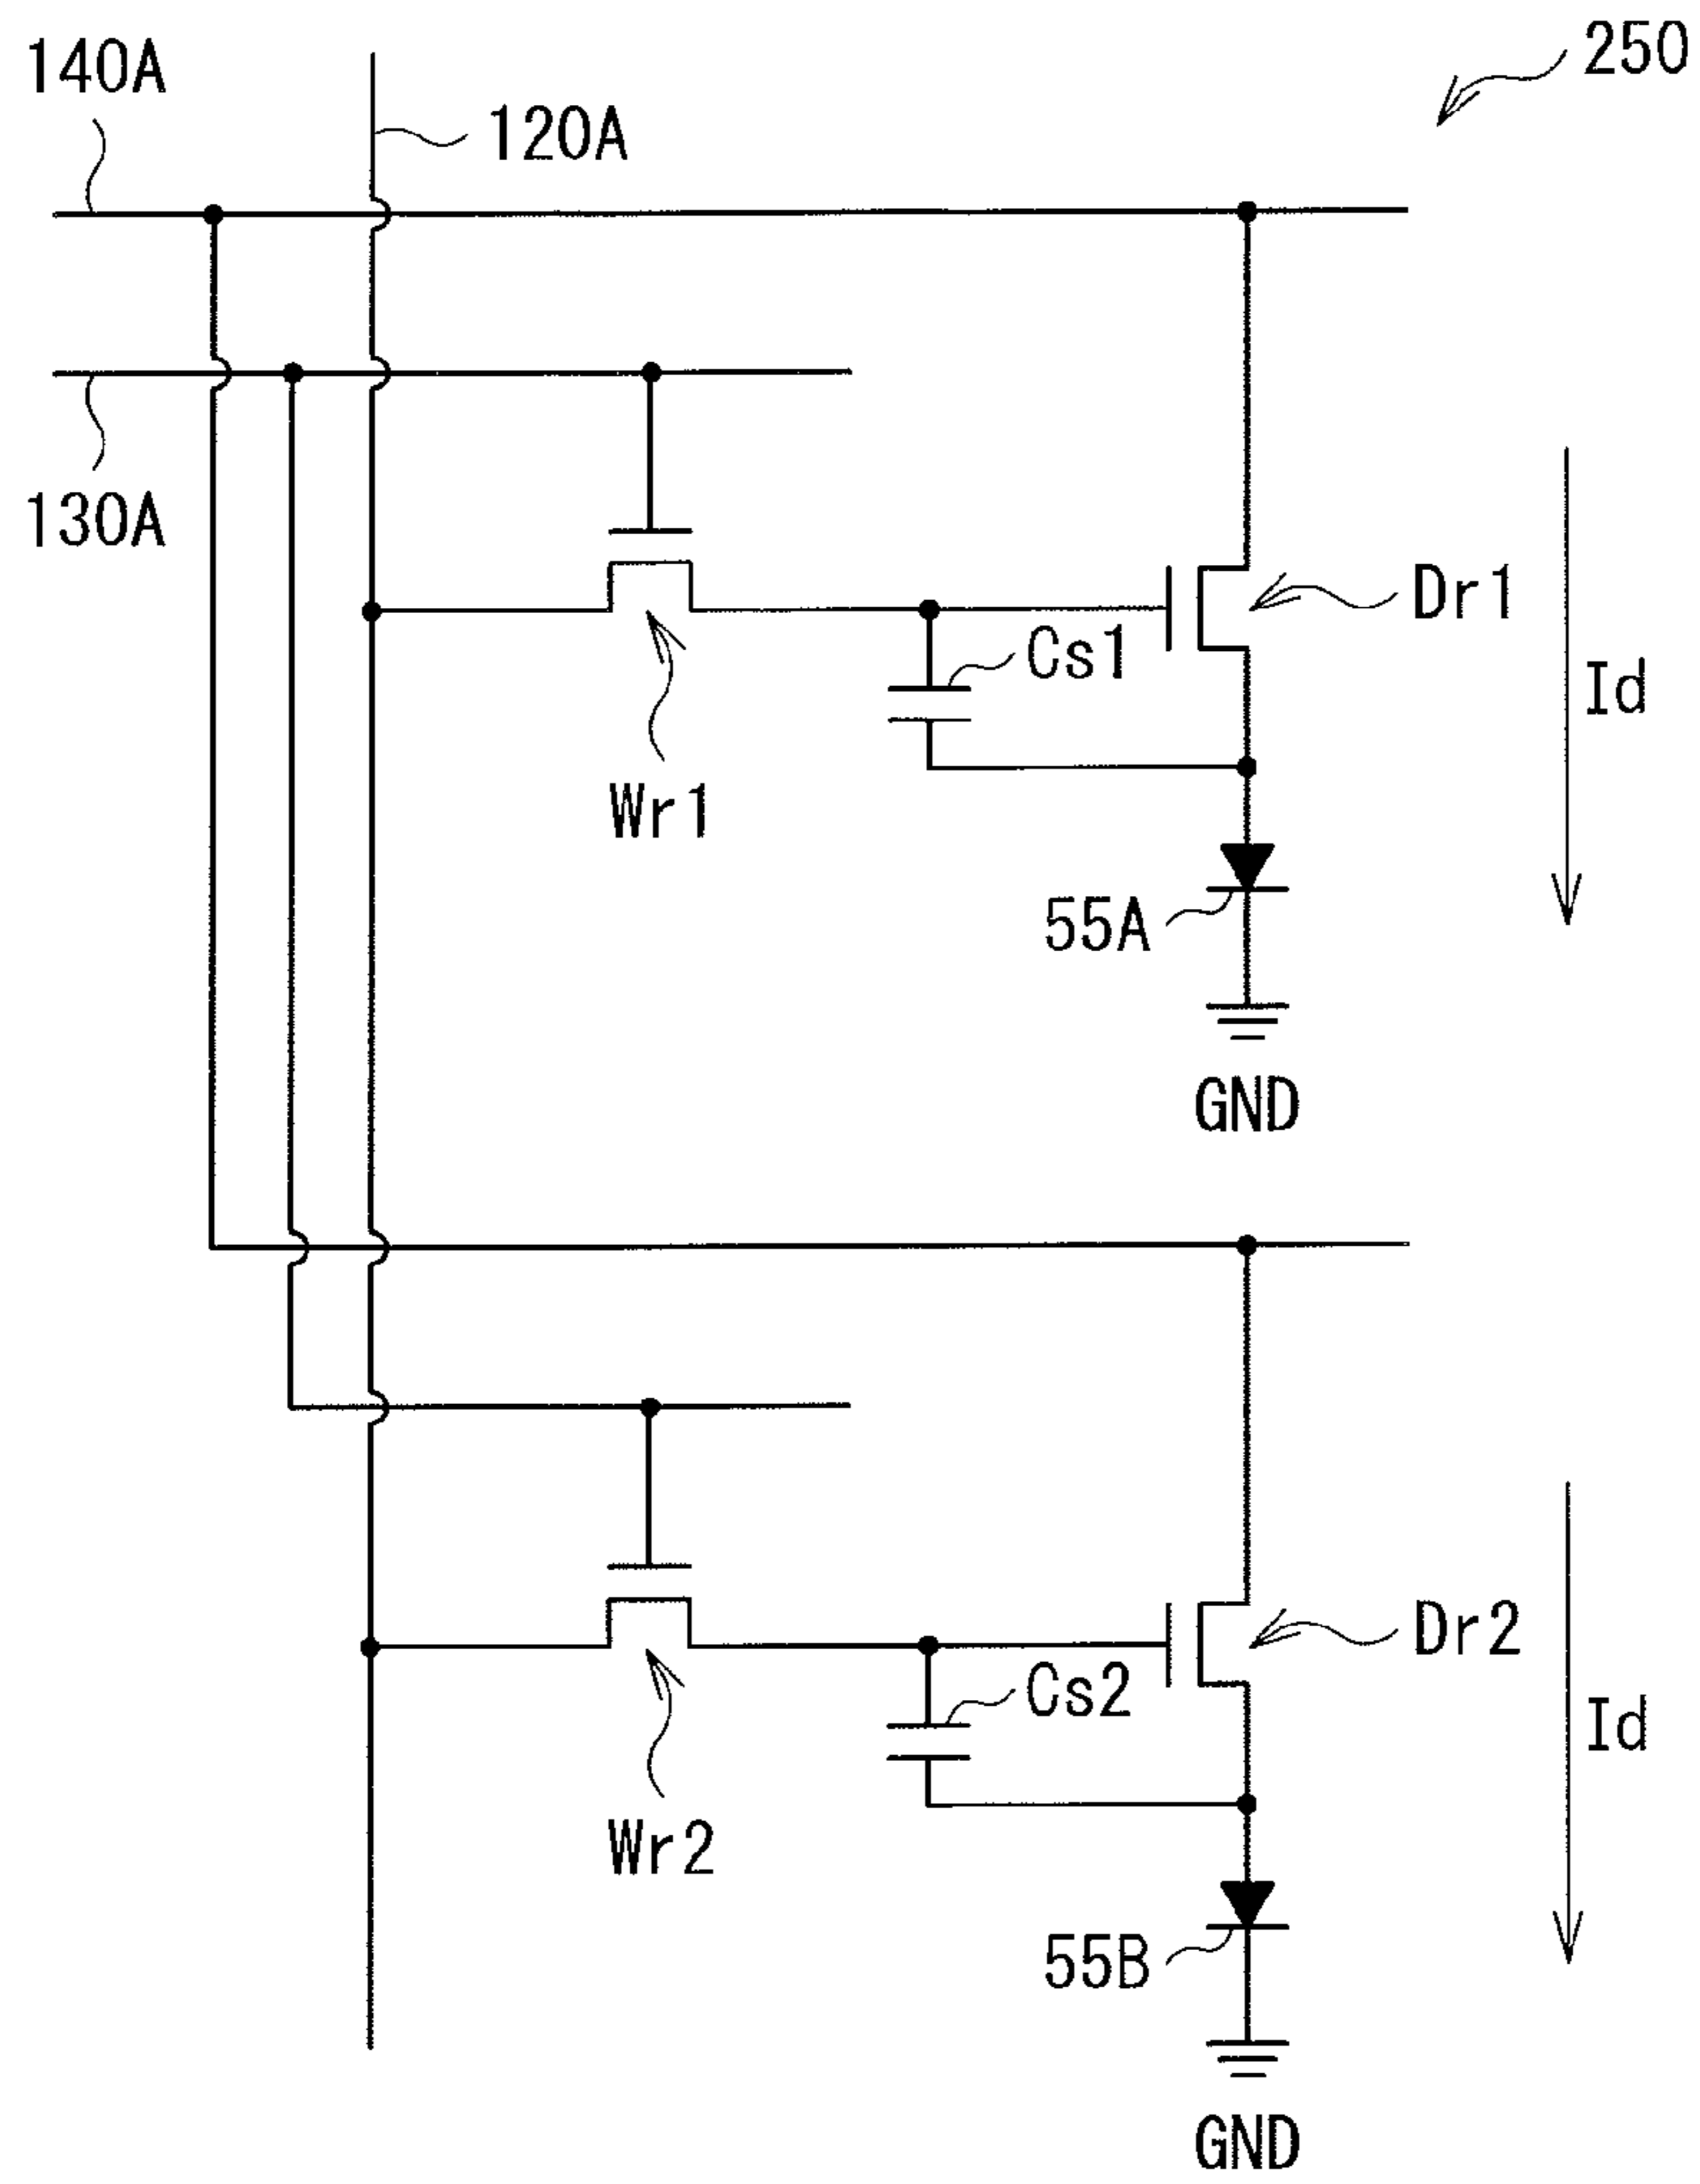 250
140A
120A
130A
Dr1
Cs1
Id
Wr1
55A
GND
Dr2
Cs2
Id
Wr2
55B
GND